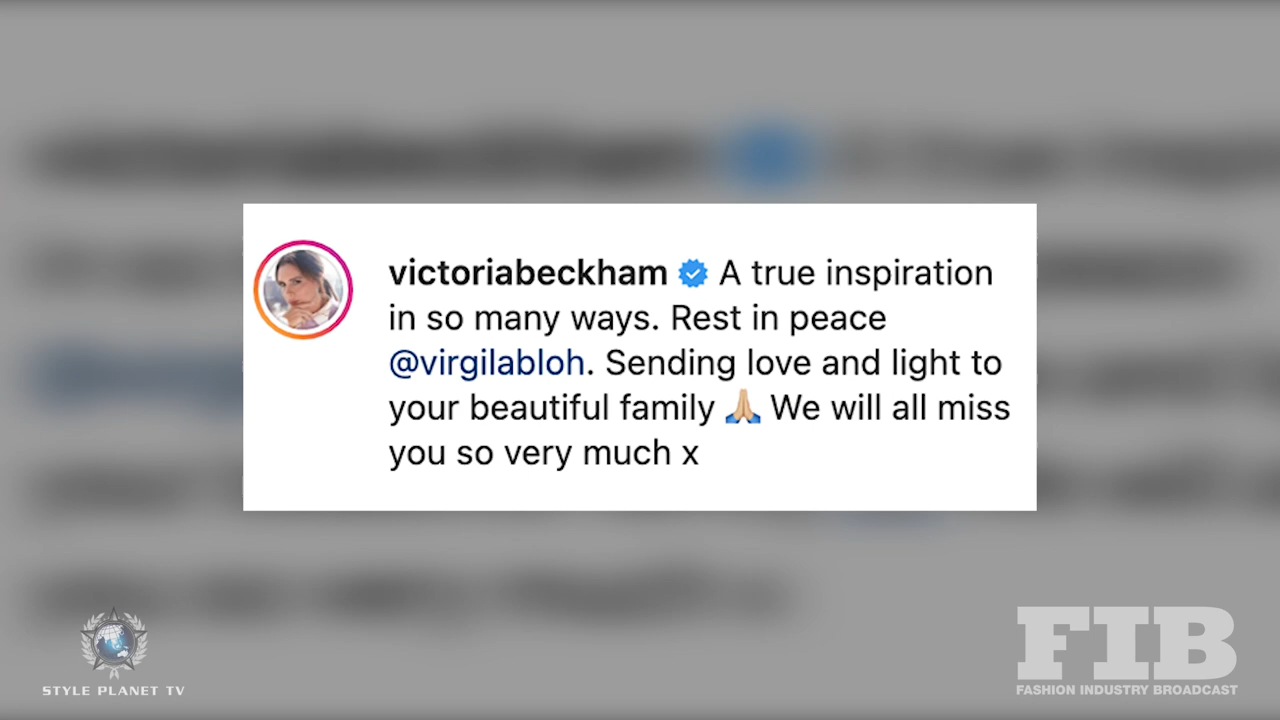 victoriabeckham A true inspiration
in so many ways. Rest in peace
@virgilabloh. Sending love and light to
your beautiful family 🙏🏼 We will all miss
you so very much x
STYLE PLANET TV
FIB
FASHION INDUSTRY BROADCAST